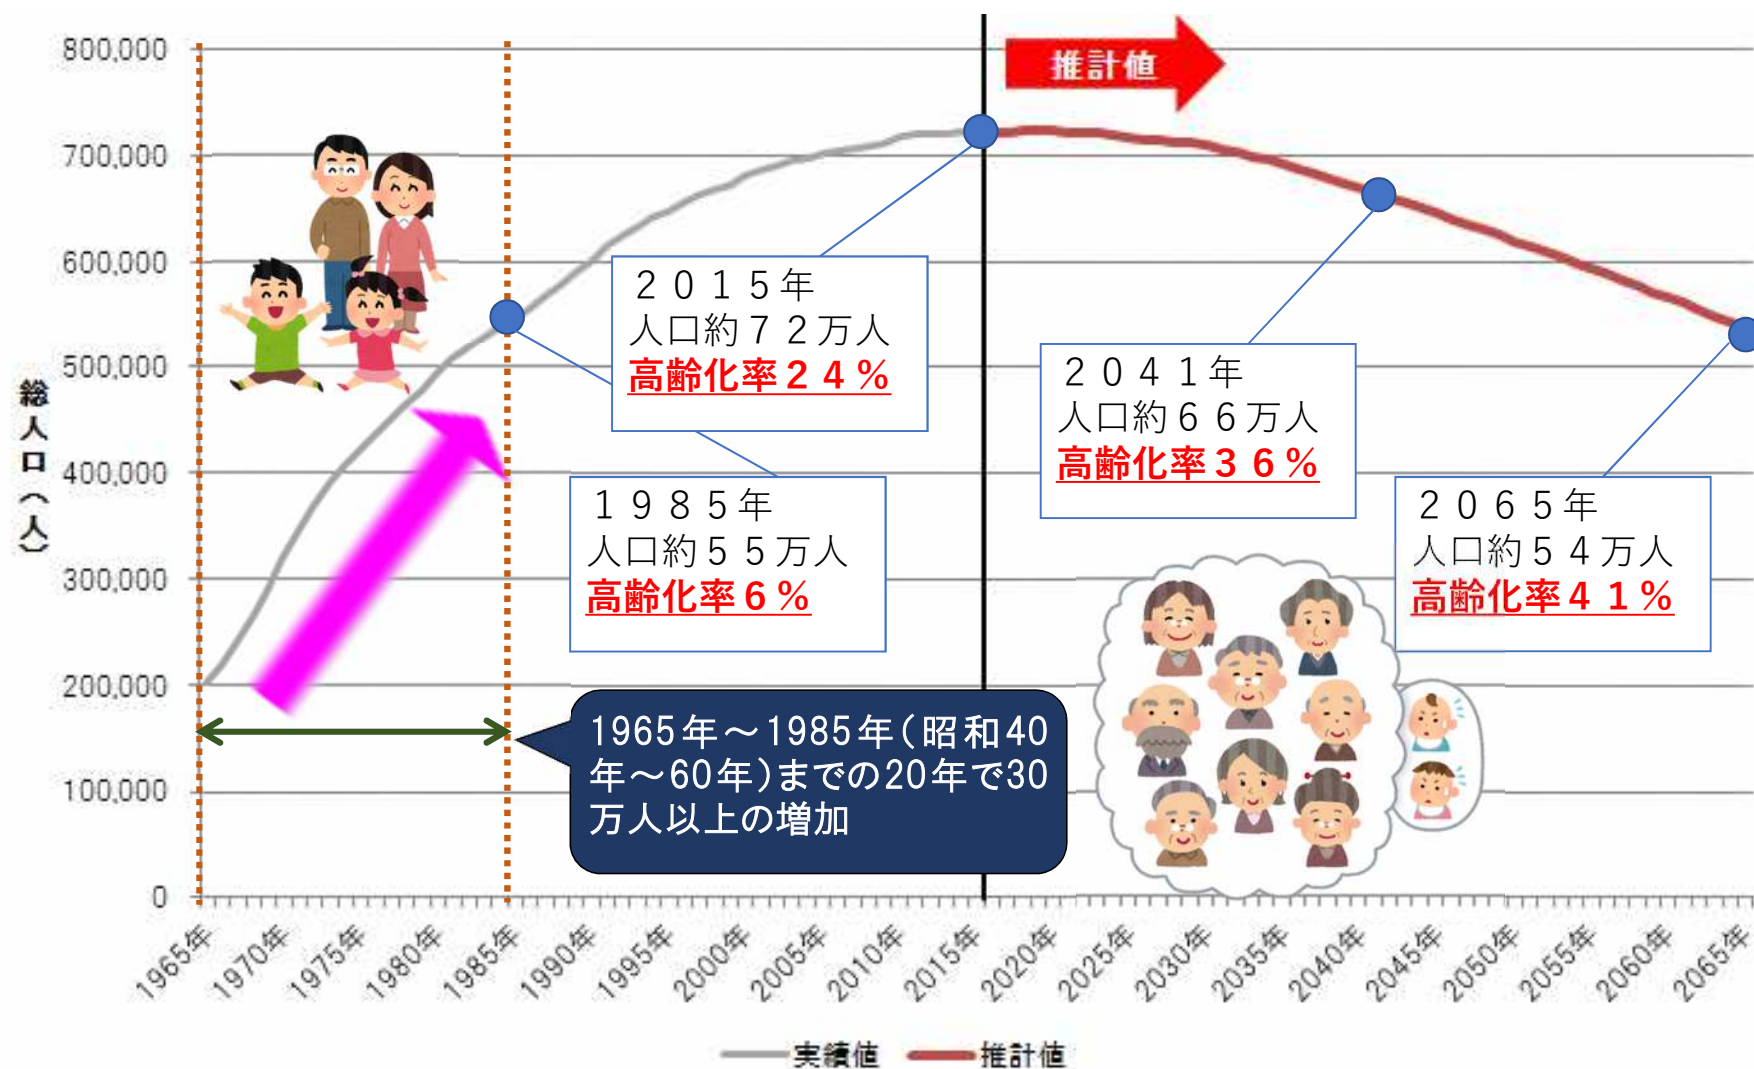 800,000
700,000
600,000
500,000
400,000
300,000
200,000
100,000
0
総人口（人）
推計値
２０１５年
人口約７２万人
高齢化率２４％
１９８５年
人口約５５万人
高齢化率６％
２０４１年
人口約６６万人
高齢化率３６％
２０６５年
人口約５４万人
高齢化率４１％
1965年～1985年（昭和40
年～60年）までの20年で30
万人以上の増加
1965年
1970年
1975年
1980年
1985年
1990年
1995年
2000年
2005年
2010年
2015年
2020年
2025年
2030年
2035年
2040年
2045年
2050年
2055年
2060年
2065年
実績値
推計値